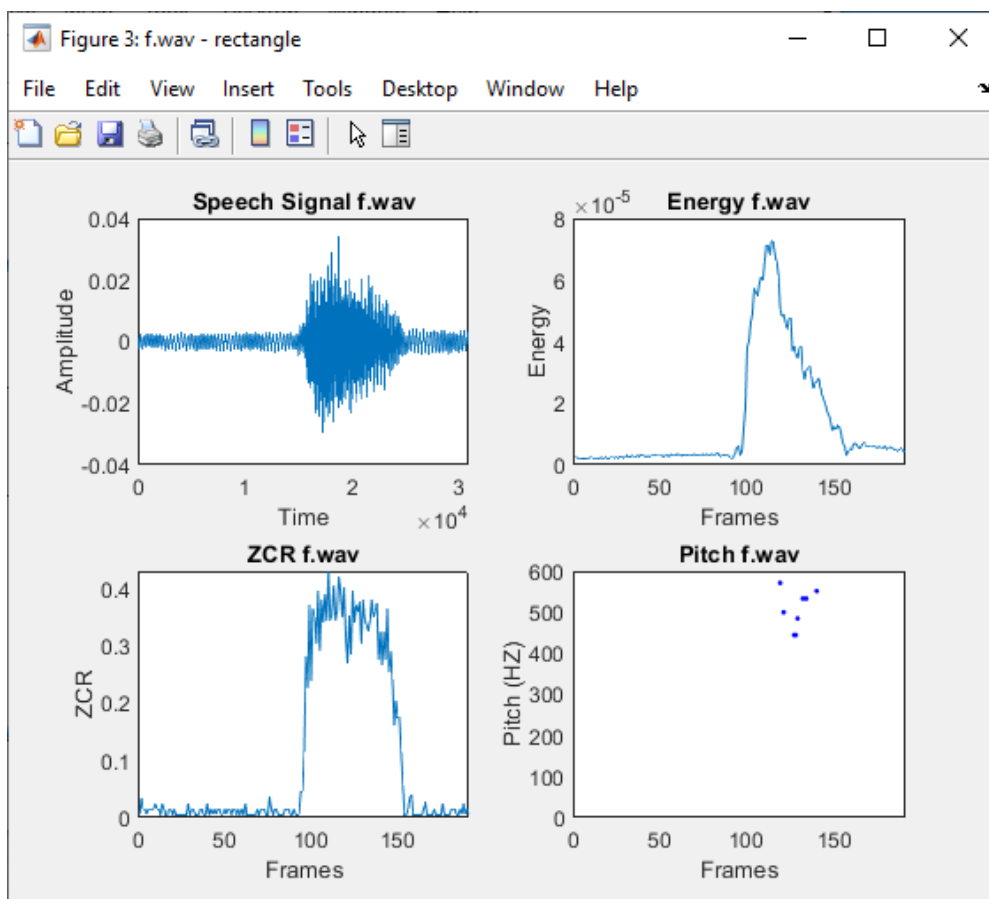 Figure 3: f.wav - rectangle
File Edit View Insert Tools Desktop Window Help
Speech Signal f.wav
0.04
0.02
0
-0.02
-0.04
Amplitude
0 1 2 3
Time
×10^4
Energy f.wav
×10^-5
8
6
4
2
0
Energy
0 50 100 150
Frames
ZCR f.wav
0.4
0.3
0.2
0.1
0
ZCR
0 50 100 150
Frames
Pitch f.wav
600
500
400
300
200
100
0
Pitch (HZ)
0 50 100 150
Frames